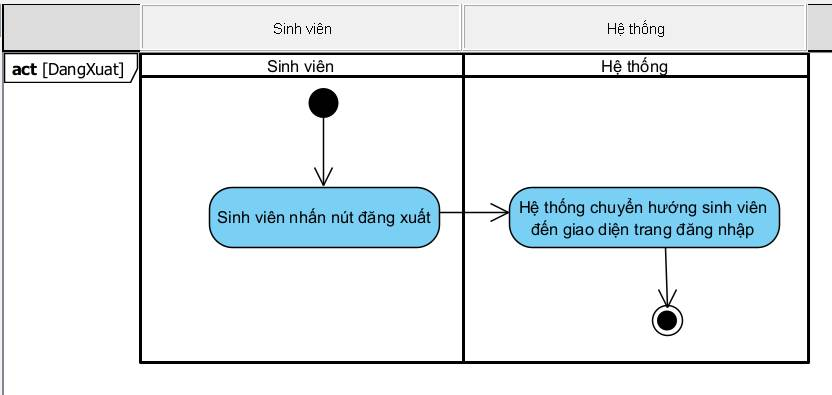 Sinh viên
Hệ thống
act [DangXuat]
Sinh viên
Hệ thống
Sinh viên nhấn nút đăng xuất
Hệ thống chuyển hướng sinh viên
đến giao diện trang đăng nhập